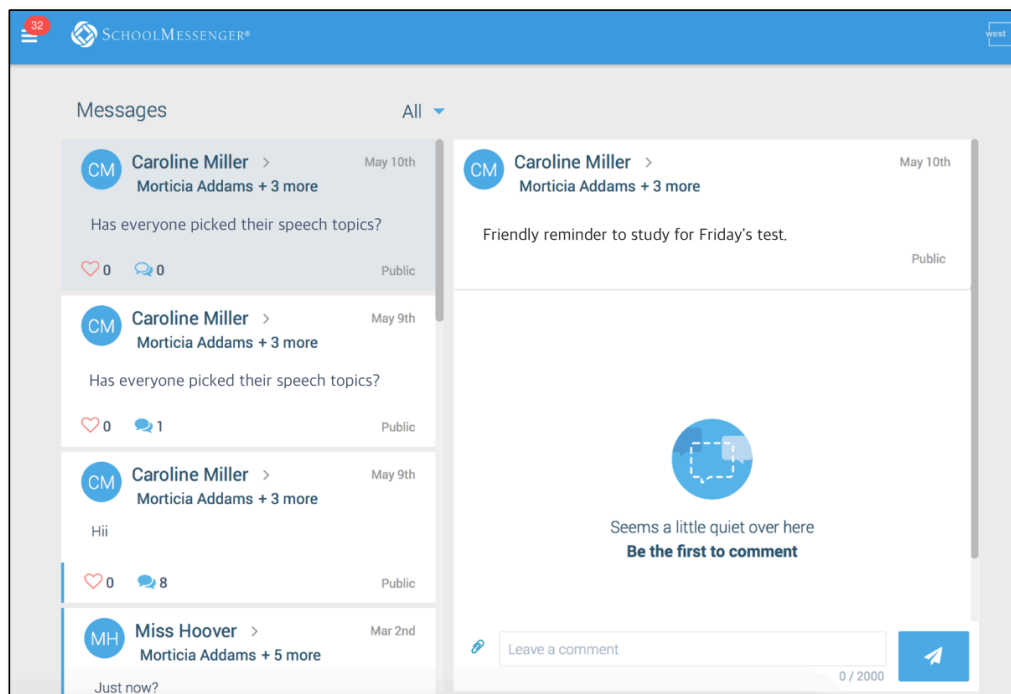 32
SCHOOLMESSENGER®
west
Messages
All
CM
Caroline Miller >
May 10th
Morticia Addams + 3 more
Has everyone picked their speech topics?
0
0
Public
CM
Caroline Miller >
May 9th
Morticia Addams + 3 more
Has everyone picked their speech topics?
0
1
Public
CM
Caroline Miller >
May 9th
Morticia Addams + 3 more
Hii
0
8
Public
MH
Miss Hoover >
Mar 2nd
Morticia Addams + 5 more
Just now?
CM
Caroline Miller >
May 10th
Morticia Addams + 3 more
Friendly reminder to study for Friday's test.
Public
Seems a little quiet over here
Be the first to comment
Leave a comment
0 / 2000